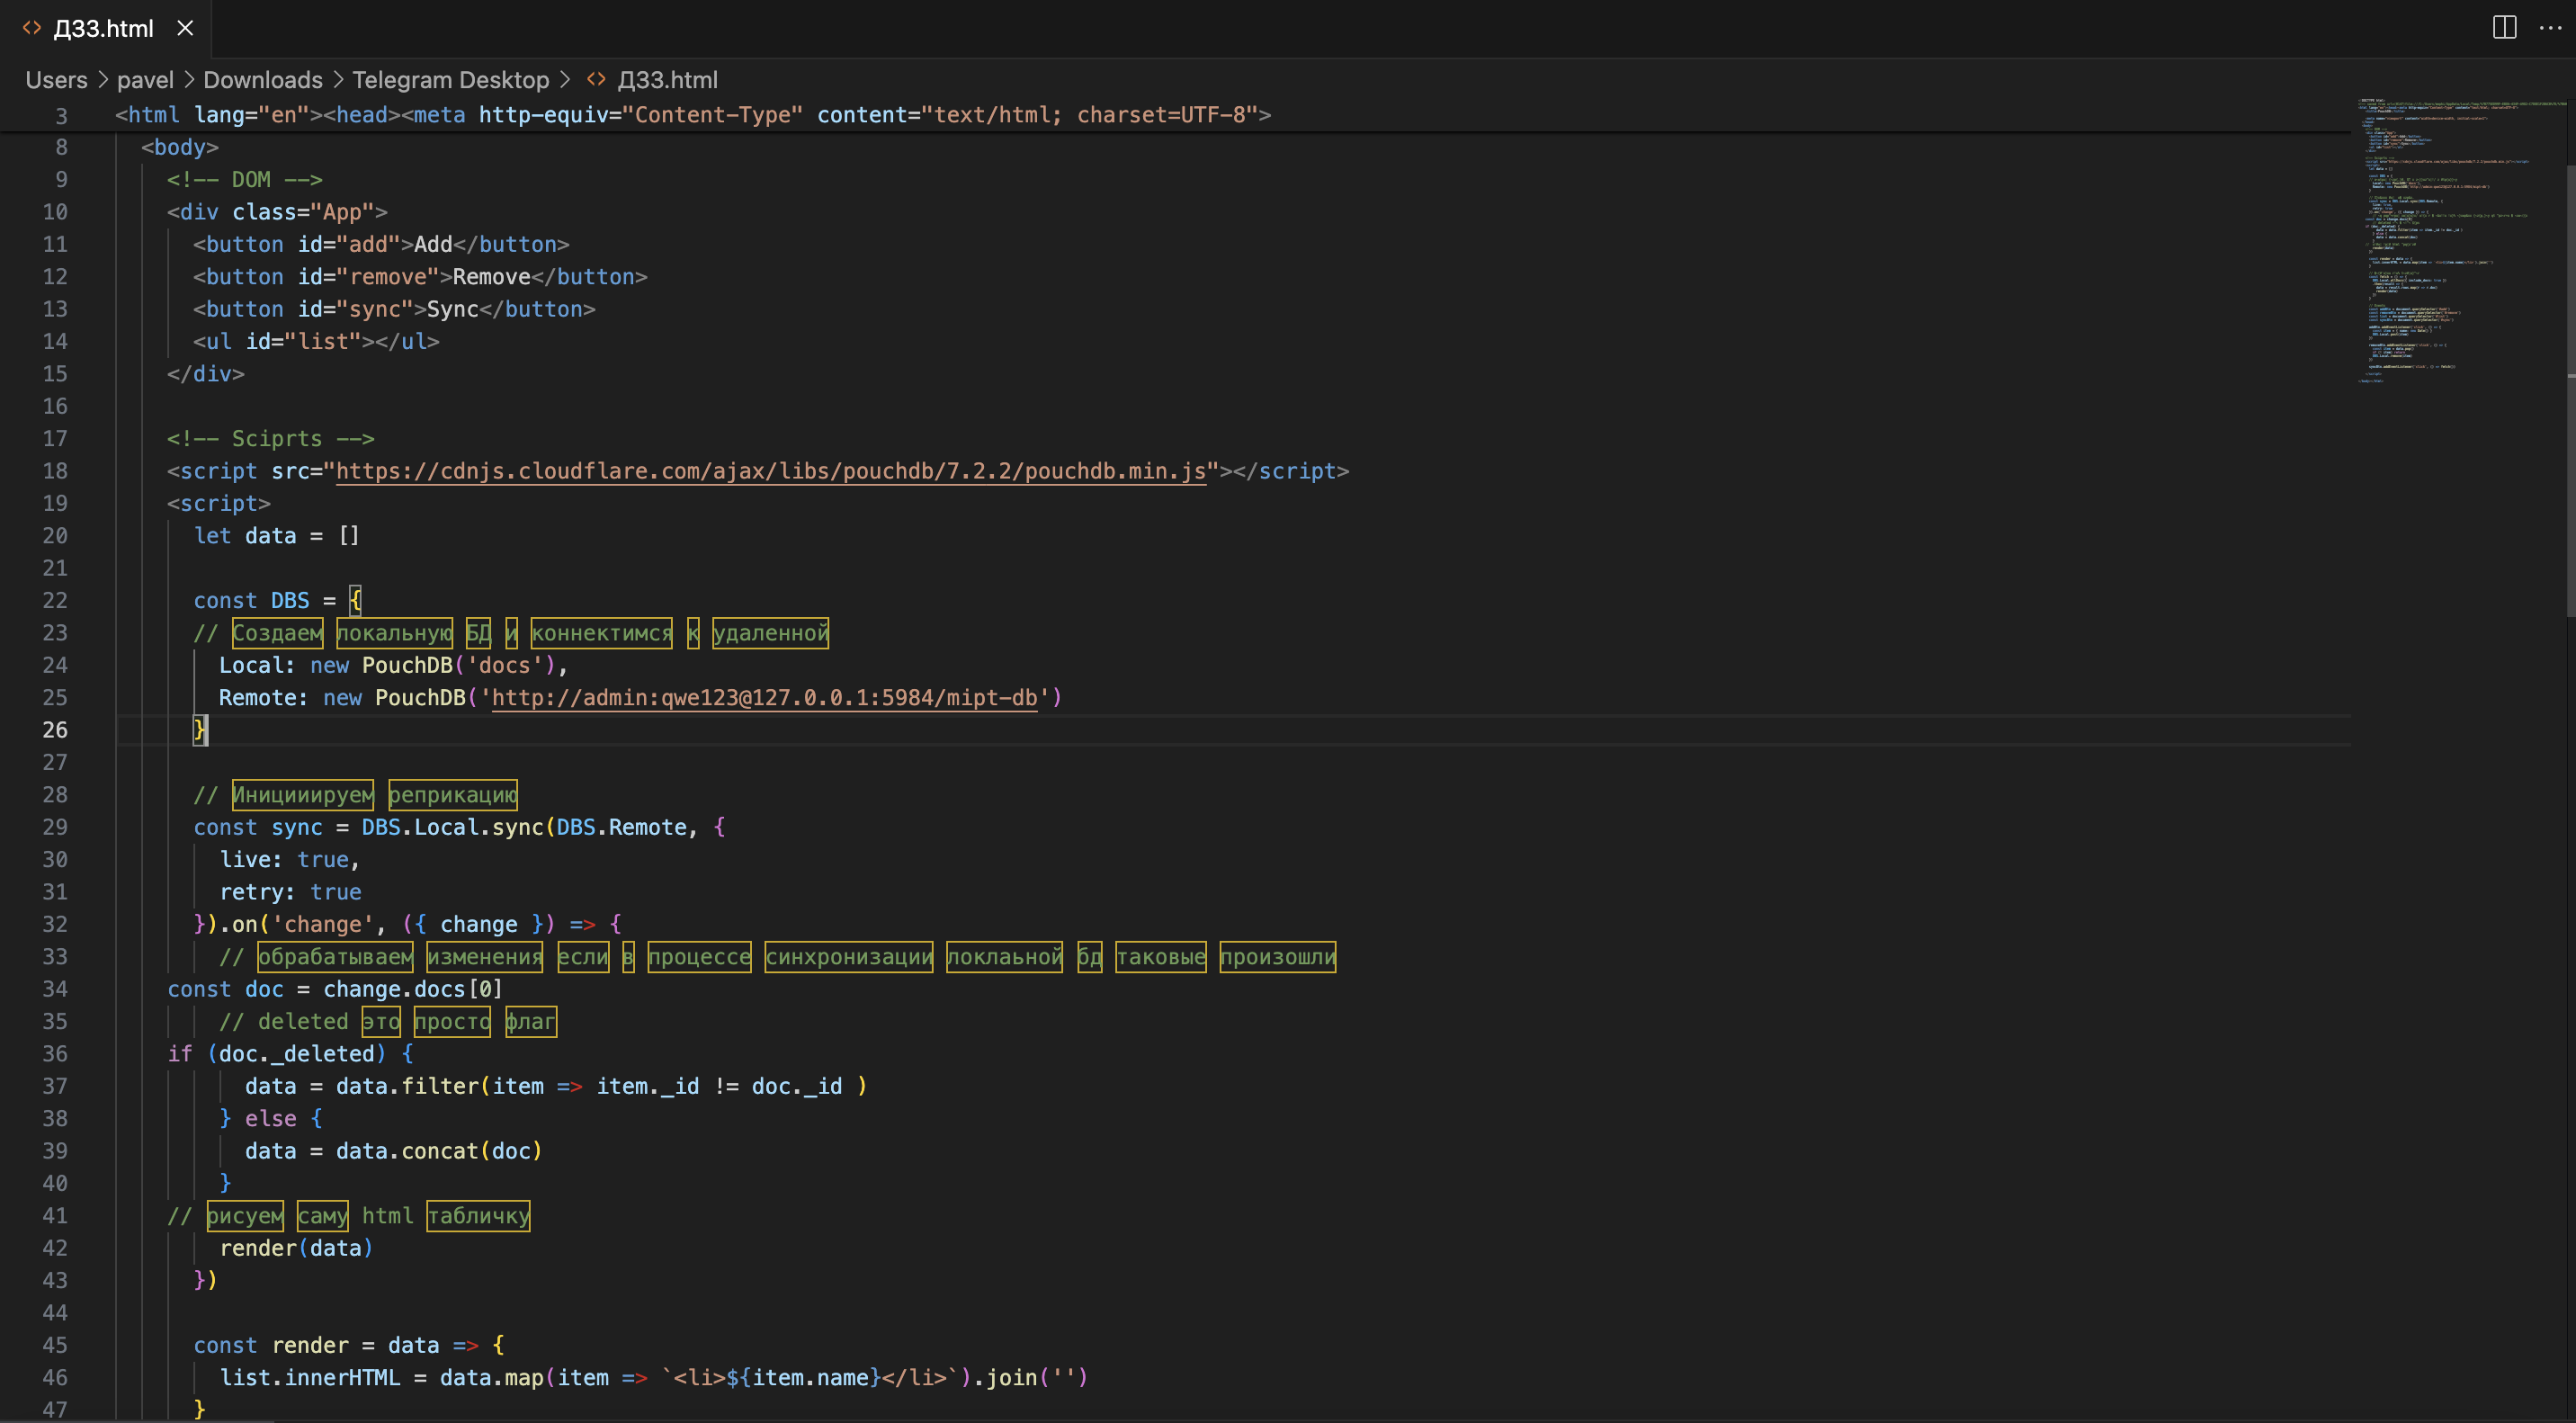 ДЗ3.html
Users > pavel > Downloads > Telegram Desktop > ДЗ3.html
3 <html lang="en"><head><meta http-equiv="Content-Type" content="text/html; charset=UTF-8">
8 <body>
9 <!-- DOM -->
10 <div class="App">
11 <button id="add">Add</button>
12 <button id="remove">Remove</button>
13 <button id="sync">Sync</button>
14 <ul id="list"></ul>
15 </div>
16
17 <!-- Sciprts -->
18 <script src="https://cdnjs.cloudflare.com/ajax/libs/pouchdb/7.2.2/pouchdb.min.js"></script>
19 <script>
20 let data = []
21
22 const DBS = {
23 // Создаем локальную БД и коннектимся к удаленной
24 Local: new PouchDB('docs'),
25 Remote: new PouchDB('http://admin:qwe123@127.0.0.1:5984/mipt-db')
26 }
27
28 // Иницииируем реприкацию
29 const sync = DBS.Local.sync(DBS.Remote, {
30 live: true,
31 retry: true
32 }).on('change', ({ change }) => {
33 // обрабатываем изменения если в процессе синхронизации локлаьной бд таковые произошли
34 const doc = change.docs[0]
35 // deleted это просто флаг
36 if (doc._deleted) {
37 data = data.filter(item => item._id != doc._id )
38 } else {
39 data = data.concat(doc)
40 }
41 // рисуем саму html табличку
42 render(data)
43 })
44
45 const render = data => {
46 list.innerHTML = data.map(item => `<li>${item.name}</li>`).join('')
47 }